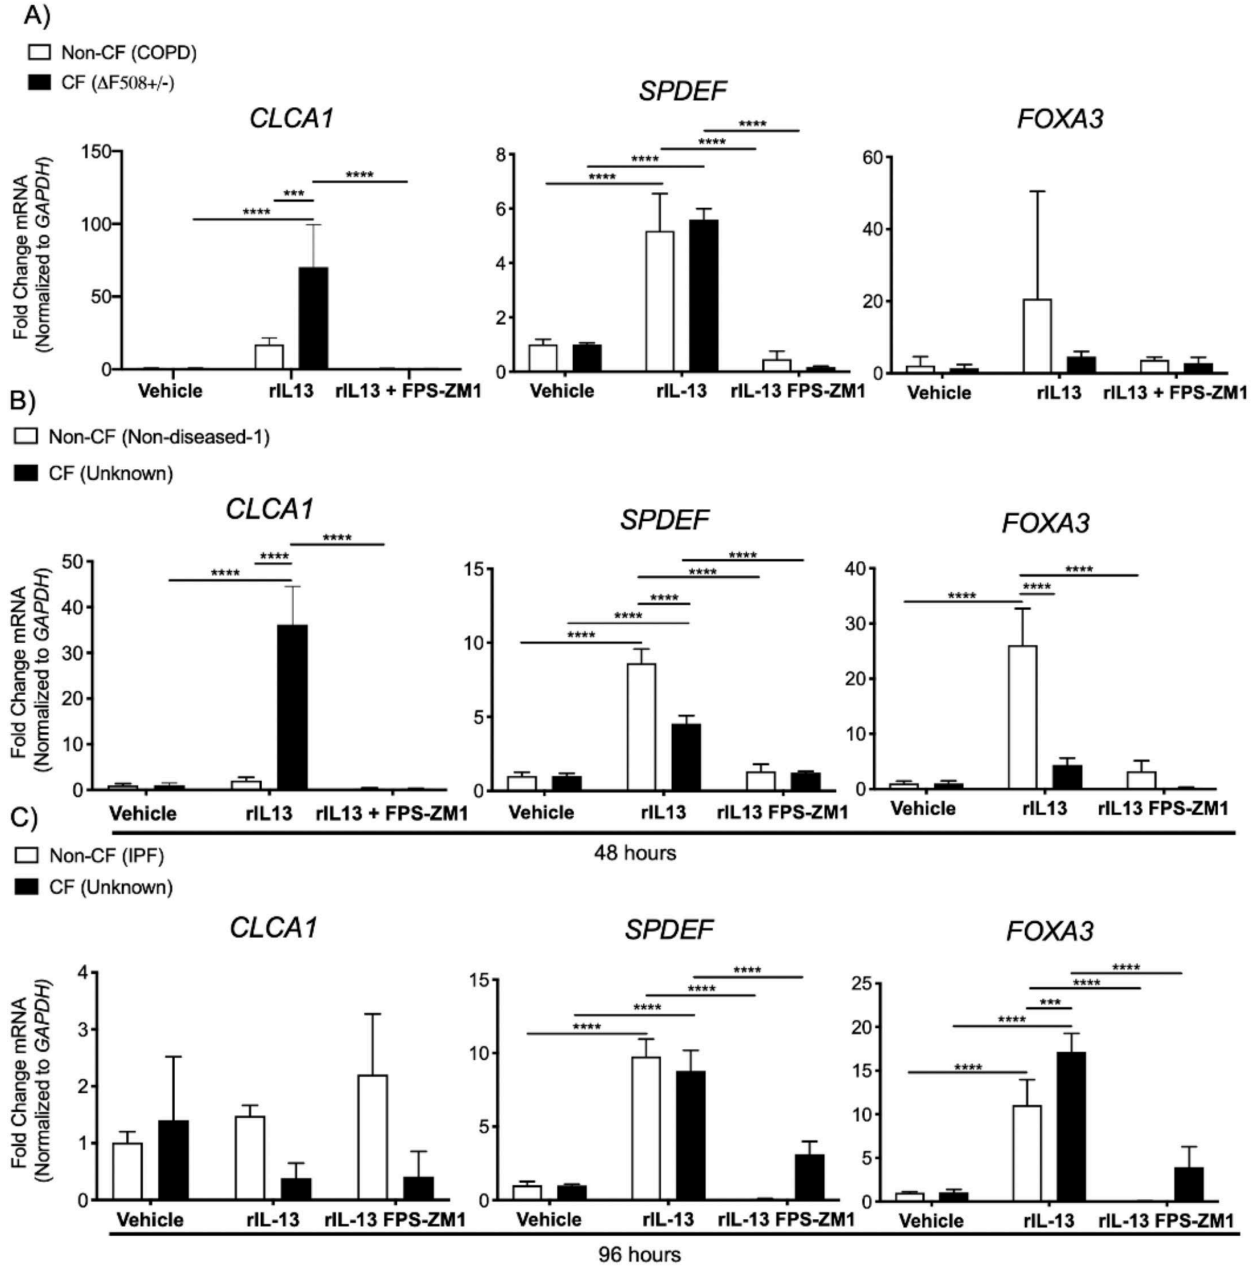 A)
Non-CF (COPD)
CF (ΔF508+/-)
CLCA1
SPDEF
FOXA3
Fold Change mRNA
(Normalized to GAPDH)
150
100
50
0
****
***
****
Vehicle
rIL13
rIL13 + FPS-ZM1
8
6
4
2
0
****
****
****
****
Vehicle
rIL-13
rIL-13 FPS-ZM1
60
40
20
0
Vehicle
rIL13
rIL13 + FPS-ZM1
B)
Non-CF (Non-diseased-1)
CF (Unknown)
CLCA1
SPDEF
FOXA3
Fold Change mRNA
(Normalized to GAPDH)
50
40
30
20
10
0
****
****
****
Vehicle
rIL13
rIL13 + FPS-ZM1
15
10
5
0
****
****
****
****
****
Vehicle
rIL13
rIL13 FPS-ZM1
40
30
20
10
0
****
****
****
Vehicle
rIL13
rIL13 FPS-ZM1
48 hours
C)
Non-CF (IPF)
CF (Unknown)
CLCA1
SPDEF
FOXA3
Fold Change mRNA
(Normalized to GAPDH)
4
3
2
1
0
Vehicle
rIL-13
rIL-13 FPS-ZM1
15
10
5
0
****
****
****
****
Vehicle
rIL-13
rIL-13 FPS-ZM1
25
20
15
10
5
0
****
****
***
****
****
Vehicle
rIL-13
rIL-13 FPS-ZM1
96 hours